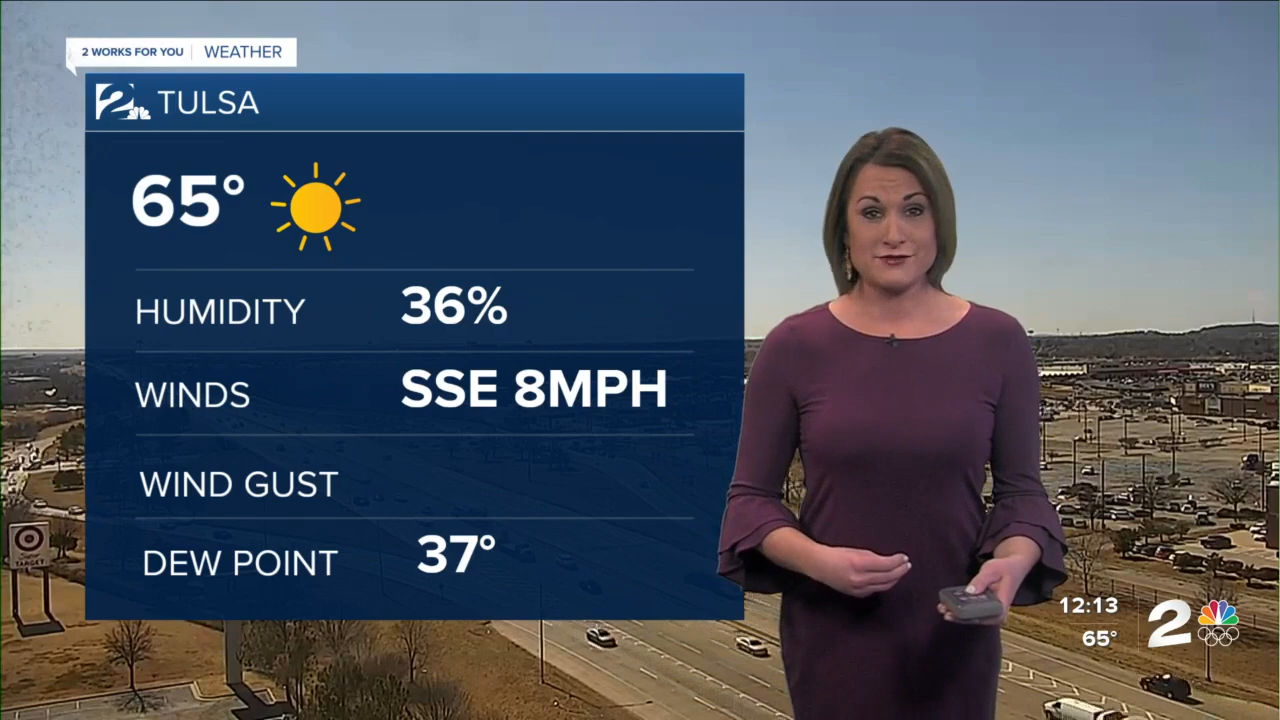 2 WORKS FOR YOU | WEATHER
2 TULSA
65°
HUMIDITY 36%
WINDS SSE 8MPH
WIND GUST
DEW POINT 37°
TARGET
12:13
65°
2